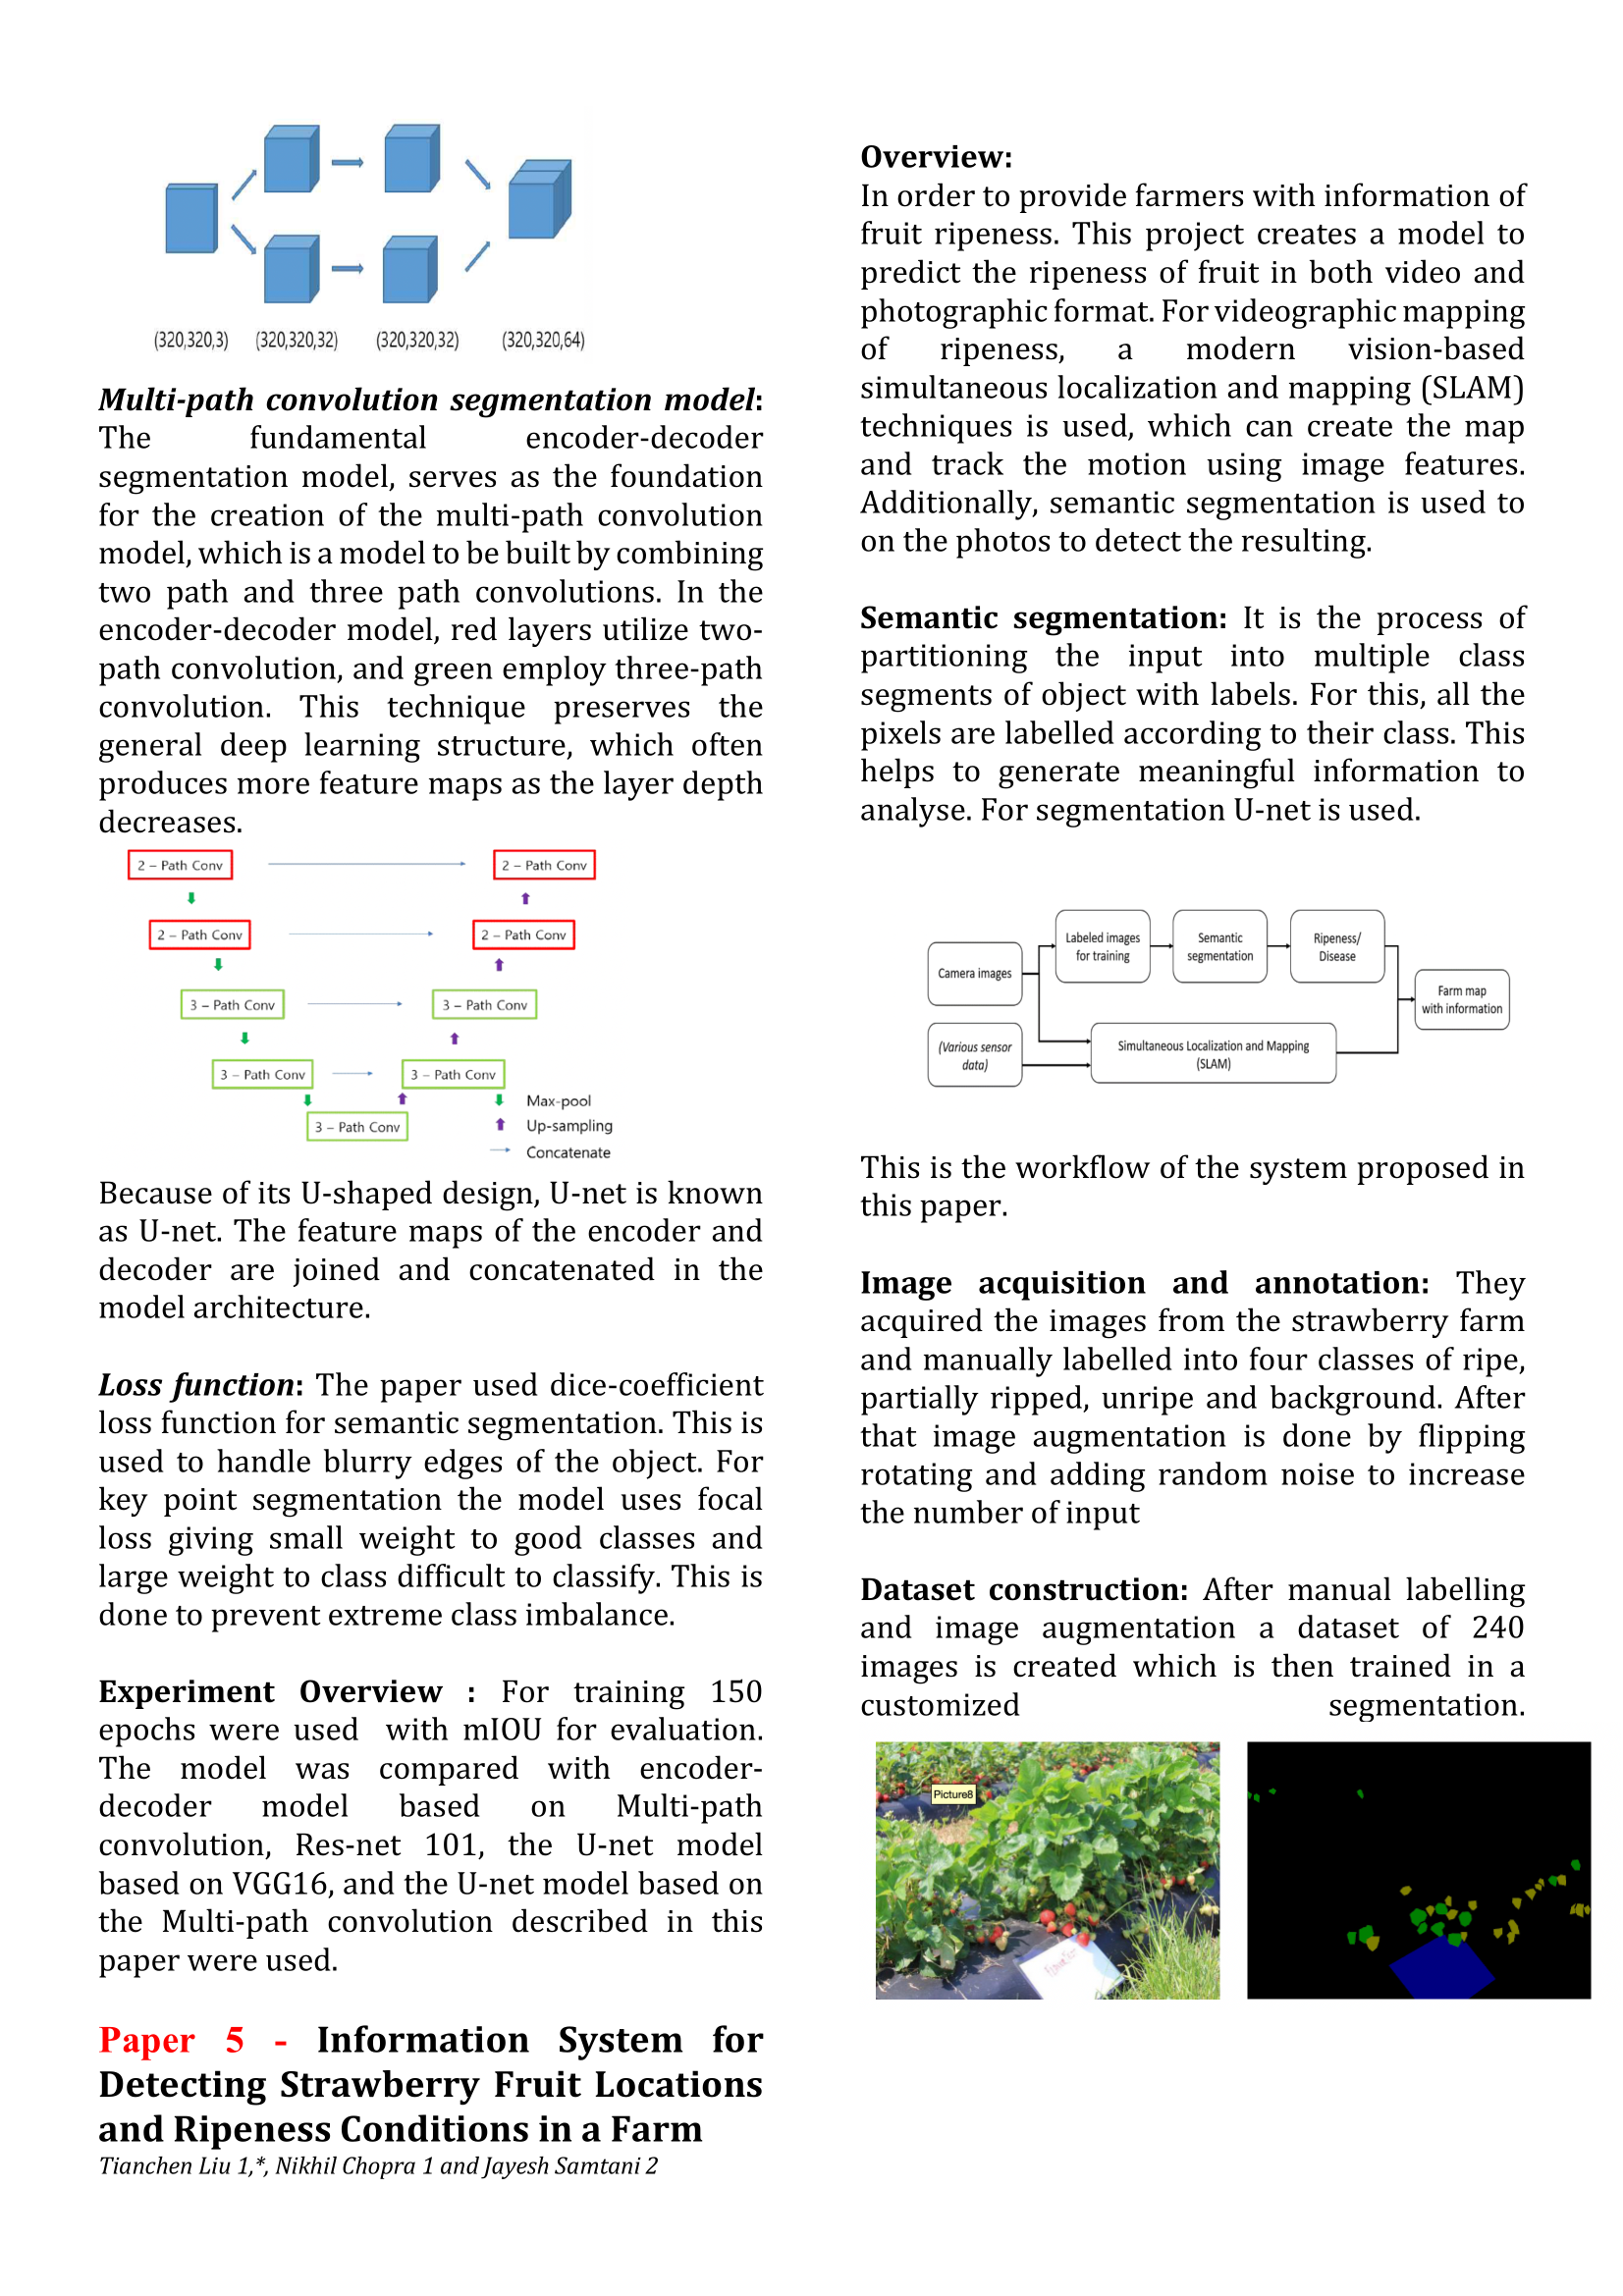 (320,320,3) (320,320,32) (320,320,32) (320,320,64)
Multi-path convolution segmentation model:
The fundamental encoder-decoder
segmentation model, serves as the foundation
for the creation of the multi-path convolution
model, which is a model to be built by combining
two path and three path convolutions. In the
encoder-decoder model, red layers utilize two-
path convolution, and green employ three-path
convolution. This technique preserves the
general deep learning structure, which often
produces more feature maps as the layer depth
decreases.
2 – Path Conv 2 – Path Conv
2 – Path Conv 2 – Path Conv
3 – Path Conv 3 – Path Conv
3 – Path Conv 3 – Path Conv
Max-pool
3 – Path Conv Up-sampling
Concatenate
Because of its U-shaped design, U-net is known
as U-net. The feature maps of the encoder and
decoder are joined and concatenated in the
model architecture.
Loss function: The paper used dice-coefficient
loss function for semantic segmentation. This is
used to handle blurry edges of the object. For
key point segmentation the model uses focal
loss giving small weight to good classes and
large weight to class difficult to classify. This is
done to prevent extreme class imbalance.
Experiment Overview : For training 150
epochs were used with mIOU for evaluation.
The model was compared with encoder-
decoder model based on Multi-path
convolution, Res-net 101, the U-net model
based on VGG16, and the U-net model based on
the Multi-path convolution described in this
paper were used.
Paper 5 - Information System for
Detecting Strawberry Fruit Locations
and Ripeness Conditions in a Farm
Tianchen Liu 1,*, Nikhil Chopra 1 and Jayesh Samtani 2
Overview:
In order to provide farmers with information of
fruit ripeness. This project creates a model to
predict the ripeness of fruit in both video and
photographic format. For videographic mapping
of ripeness, a modern vision-based
simultaneous localization and mapping (SLAM)
techniques is used, which can create the map
and track the motion using image features.
Additionally, semantic segmentation is used to
on the photos to detect the resulting.
Semantic segmentation: It is the process of
partitioning the input into multiple class
segments of object with labels. For this, all the
pixels are labelled according to their class. This
helps to generate meaningful information to
analyse. For segmentation U-net is used.
Camera images
Labeled images
for training
Semantic
segmentation
Ripeness/
Disease
Farm map
with information
(Various sensor
data)
Simultaneous Localization and Mapping
(SLAM)
This is the workflow of the system proposed in
this paper.
Image acquisition and annotation: They
acquired the images from the strawberry farm
and manually labelled into four classes of ripe,
partially ripped, unripe and background. After
that image augmentation is done by flipping
rotating and adding random noise to increase
the number of input
Dataset construction: After manual labelling
and image augmentation a dataset of 240
images is created which is then trained in a
customized segmentation.
Picture8